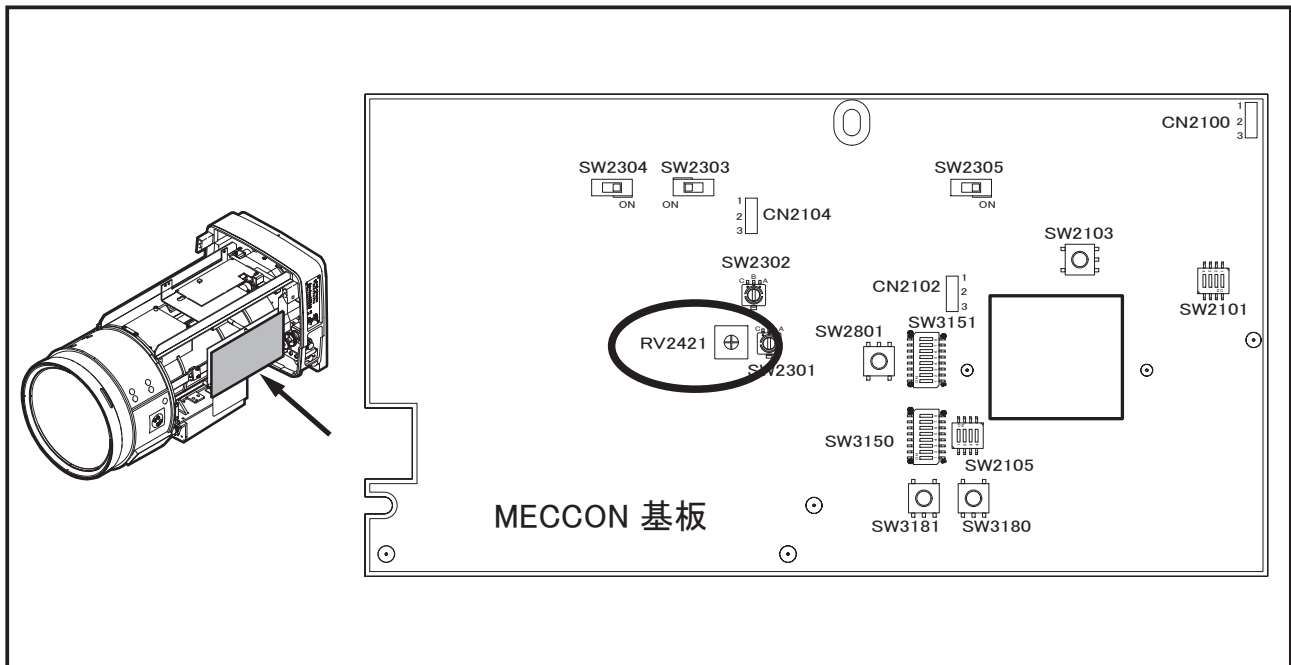 CN2100
1
2
3
SW2304
SW2303
SW2305
ON
ON
ON
1
2
3
CN2104
SW2103
SW2302
C
B
A
CN2102
1
2
3
SW2101
RV2421
C
A
SW2301
SW2801
SW3151
SW3150
SW2105
SW3181
SW3180
MECCON 基板